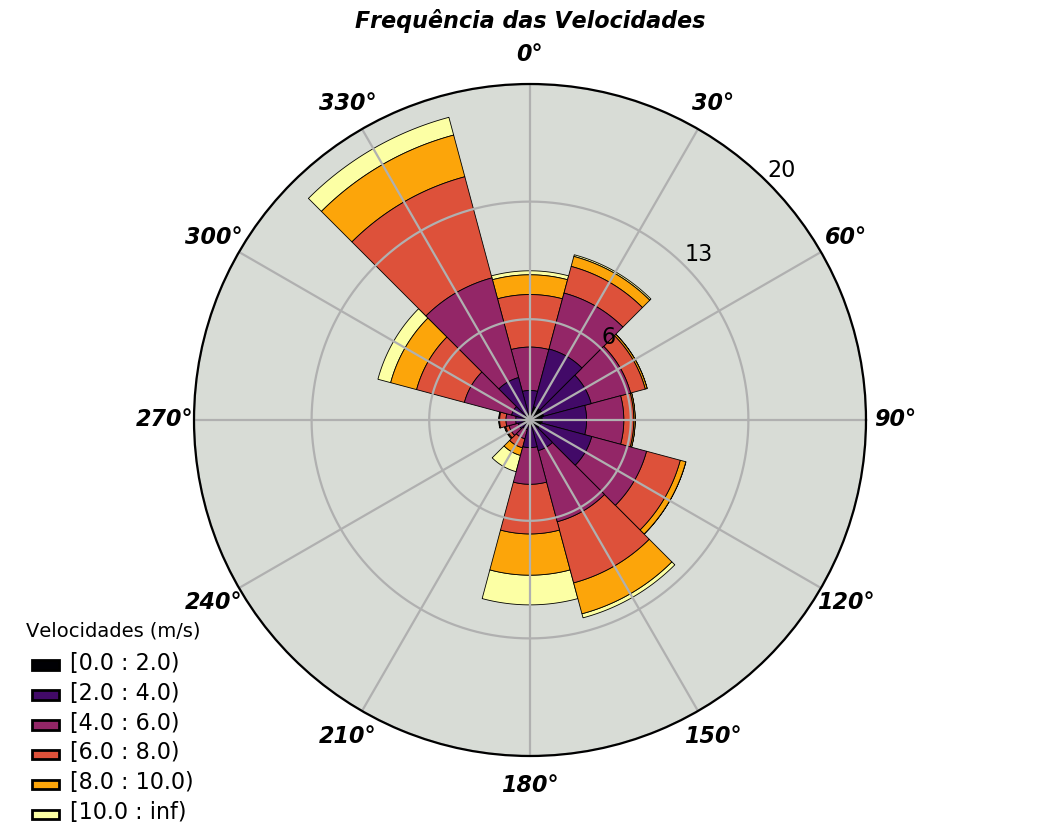 Frequência das Velocidades
0°
330°
30°
20
300°
60°
13
6
270°
90°
240°
120°
210°
150°
180°
Velocidades (m/s)
[0.0 : 2.0)
[2.0 : 4.0)
[4.0 : 6.0)
[6.0 : 8.0)
[8.0 : 10.0)
[10.0 : inf)